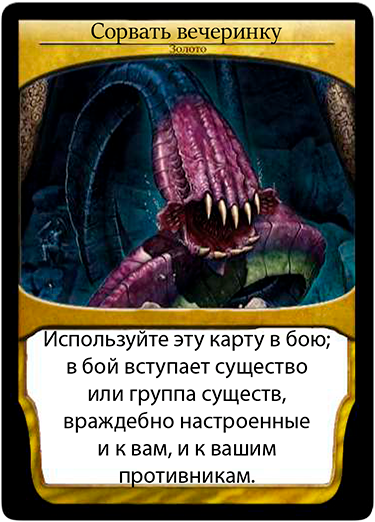 Сорвать вечеринку
Золото
Используйте эту карту в бою;
в бой вступает существо
или группа существ,
враждебно настроенные
и к вам, и к вашим
противникам.